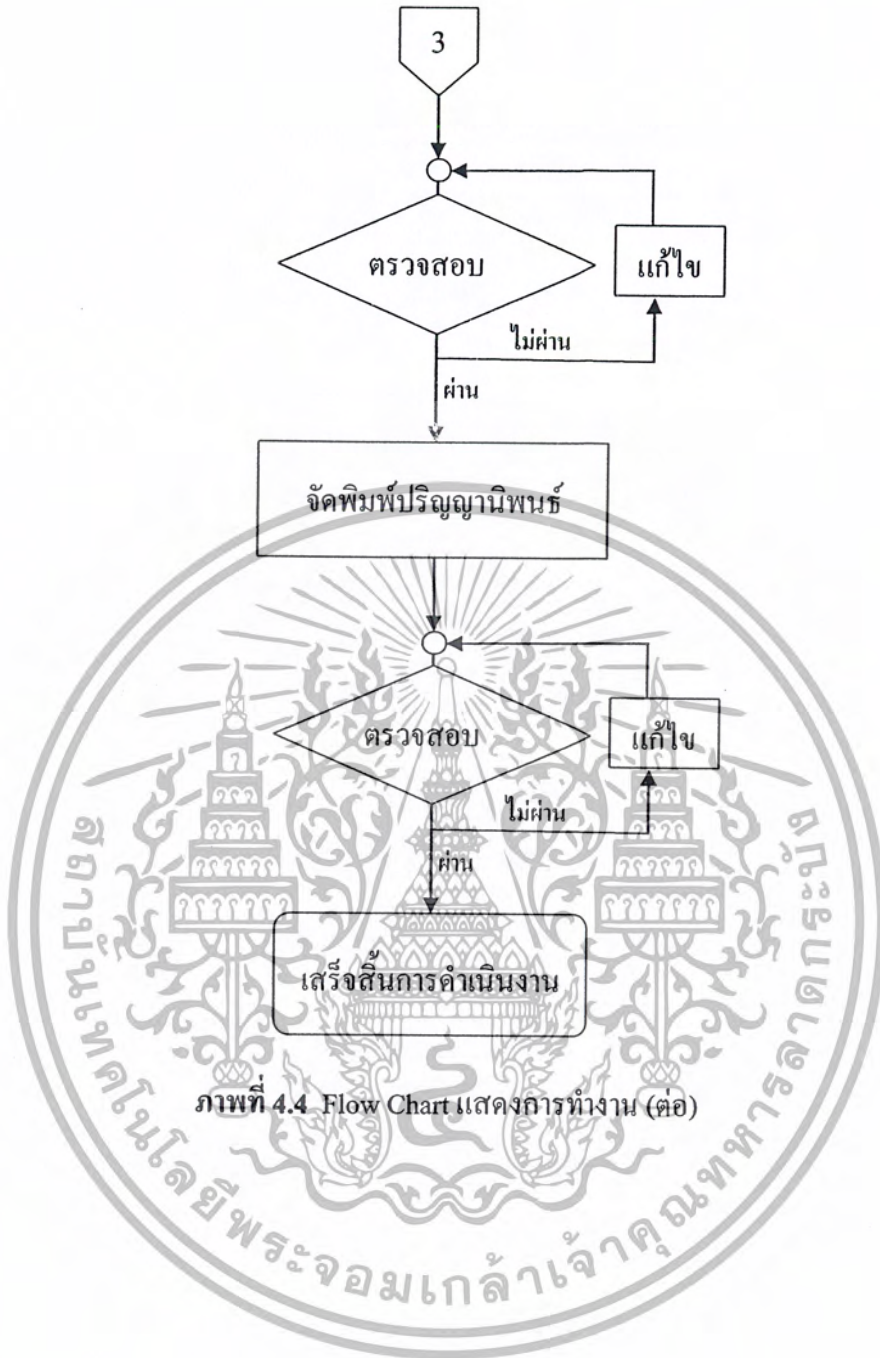 3
ตรวจสอบ
แก้ไข
ไม่ผ่าน
ผ่าน
จัดพิมพ์ปริญญานิพนธ์
ตรวจสอบ
แก้ไข
ไม่ผ่าน
ผ่าน
เสร็จสิ้นการดำเนินงาน
ภาพที่ 4.4 Flow Chart แสดงการทำงาน (ต่อ)
สถาบันเทคโนโลยีพระจอมเกล้าเจ้าคุณทหารลาดกระบัง